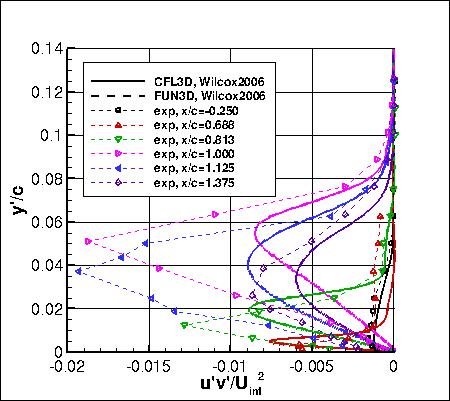 0.14
CFL3D, Wilcox2006
FUN3D, Wilcox2006
exp, x/c=-0.250
exp, x/c=0.688
exp, x/c=0.813
exp, x/c=1.000
exp, x/c=1.125
exp, x/c=1.375
0.12
0.1
0.08
0.06
0.04
0.02
0
y'/c
-0.02
-0.015
-0.01
-0.005
0
u'v'/U_inf^2